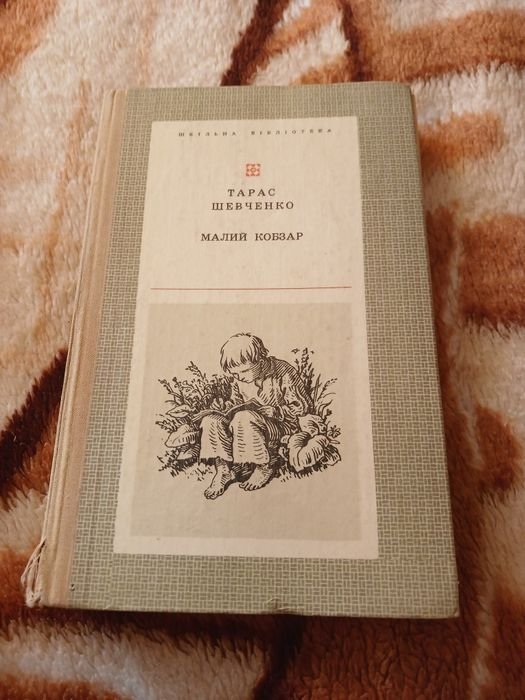 ШКІЛЬНА БІБЛІОТЕКА
ТАРАС
ШЕВЧЕНКО
МАЛИЙ КОБЗАР